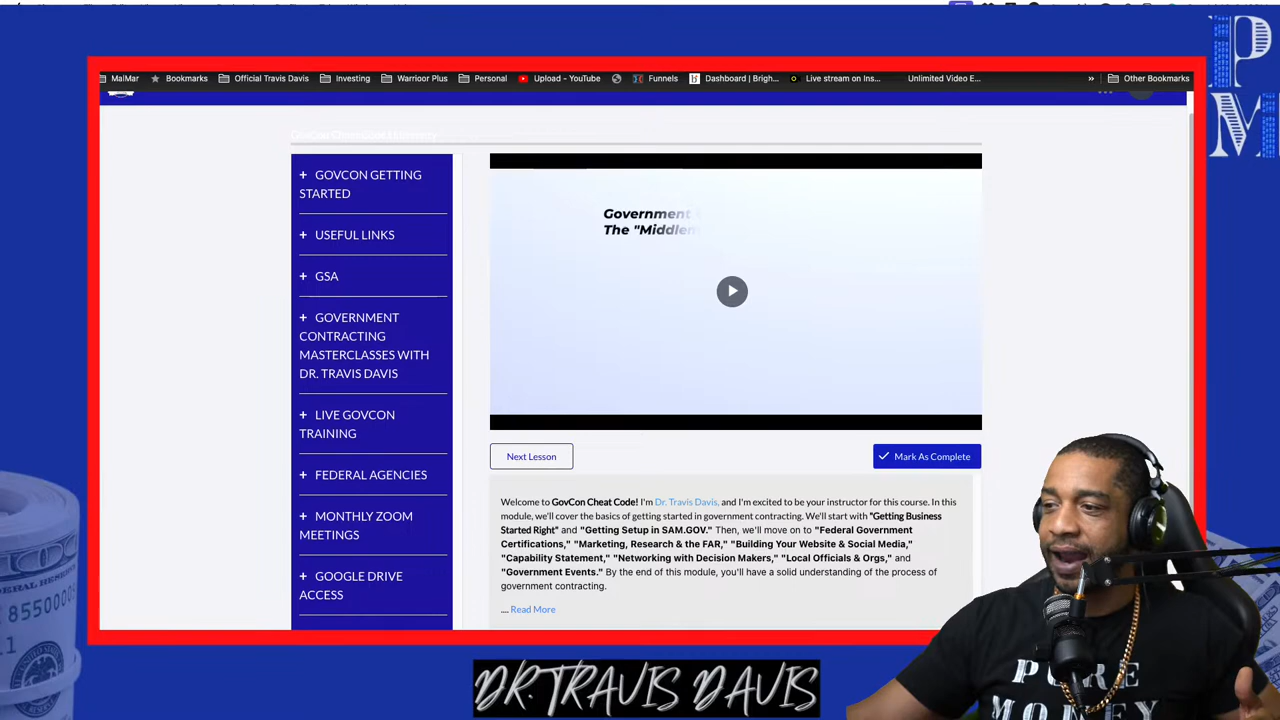 MalMar
Bookmarks
Official Travis Davis
Investing
Warrioor Plus
Personal
Upload - YouTube
Funnels
Dashboard | Brigh...
Live stream on Ins...
Unlimited Video E...
»
Other Bookmarks
P
M
+ GOVCON GETTING
STARTED
+ USEFUL LINKS
+ GSA
+ GOVERNMENT
CONTRACTING
MASTERCLASSES WITH
DR. TRAVIS DAVIS
+ LIVE GOVCON
TRAINING
+ FEDERAL AGENCIES
+ MONTHLY ZOOM
MEETINGS
+ GOOGLE DRIVE
ACCESS
Government
The "Middlem
Next Lesson
Mark As Complete
Welcome to GovCon Cheat Code! I'm Dr. Travis Davis, and I'm excited to be your instructor for this course. In this
module, we'll cover the basics of getting started in government contracting. We'll start with "Getting Business
Started Right" and "Getting Setup in SAM.GOV." Then, we'll move on to "Federal Government
Certifications," "Marketing, Research & the FAR," "Building Your Website & Social Media,"
"Capability Statement," "Networking with Decision Makers," "Local Officials & Orgs," and
"Government Events." By the end of this module, you'll have a solid understanding of the process of
government contracting.
.... Read More
PURE
MONEY
DR. TRAVIS DAVIS